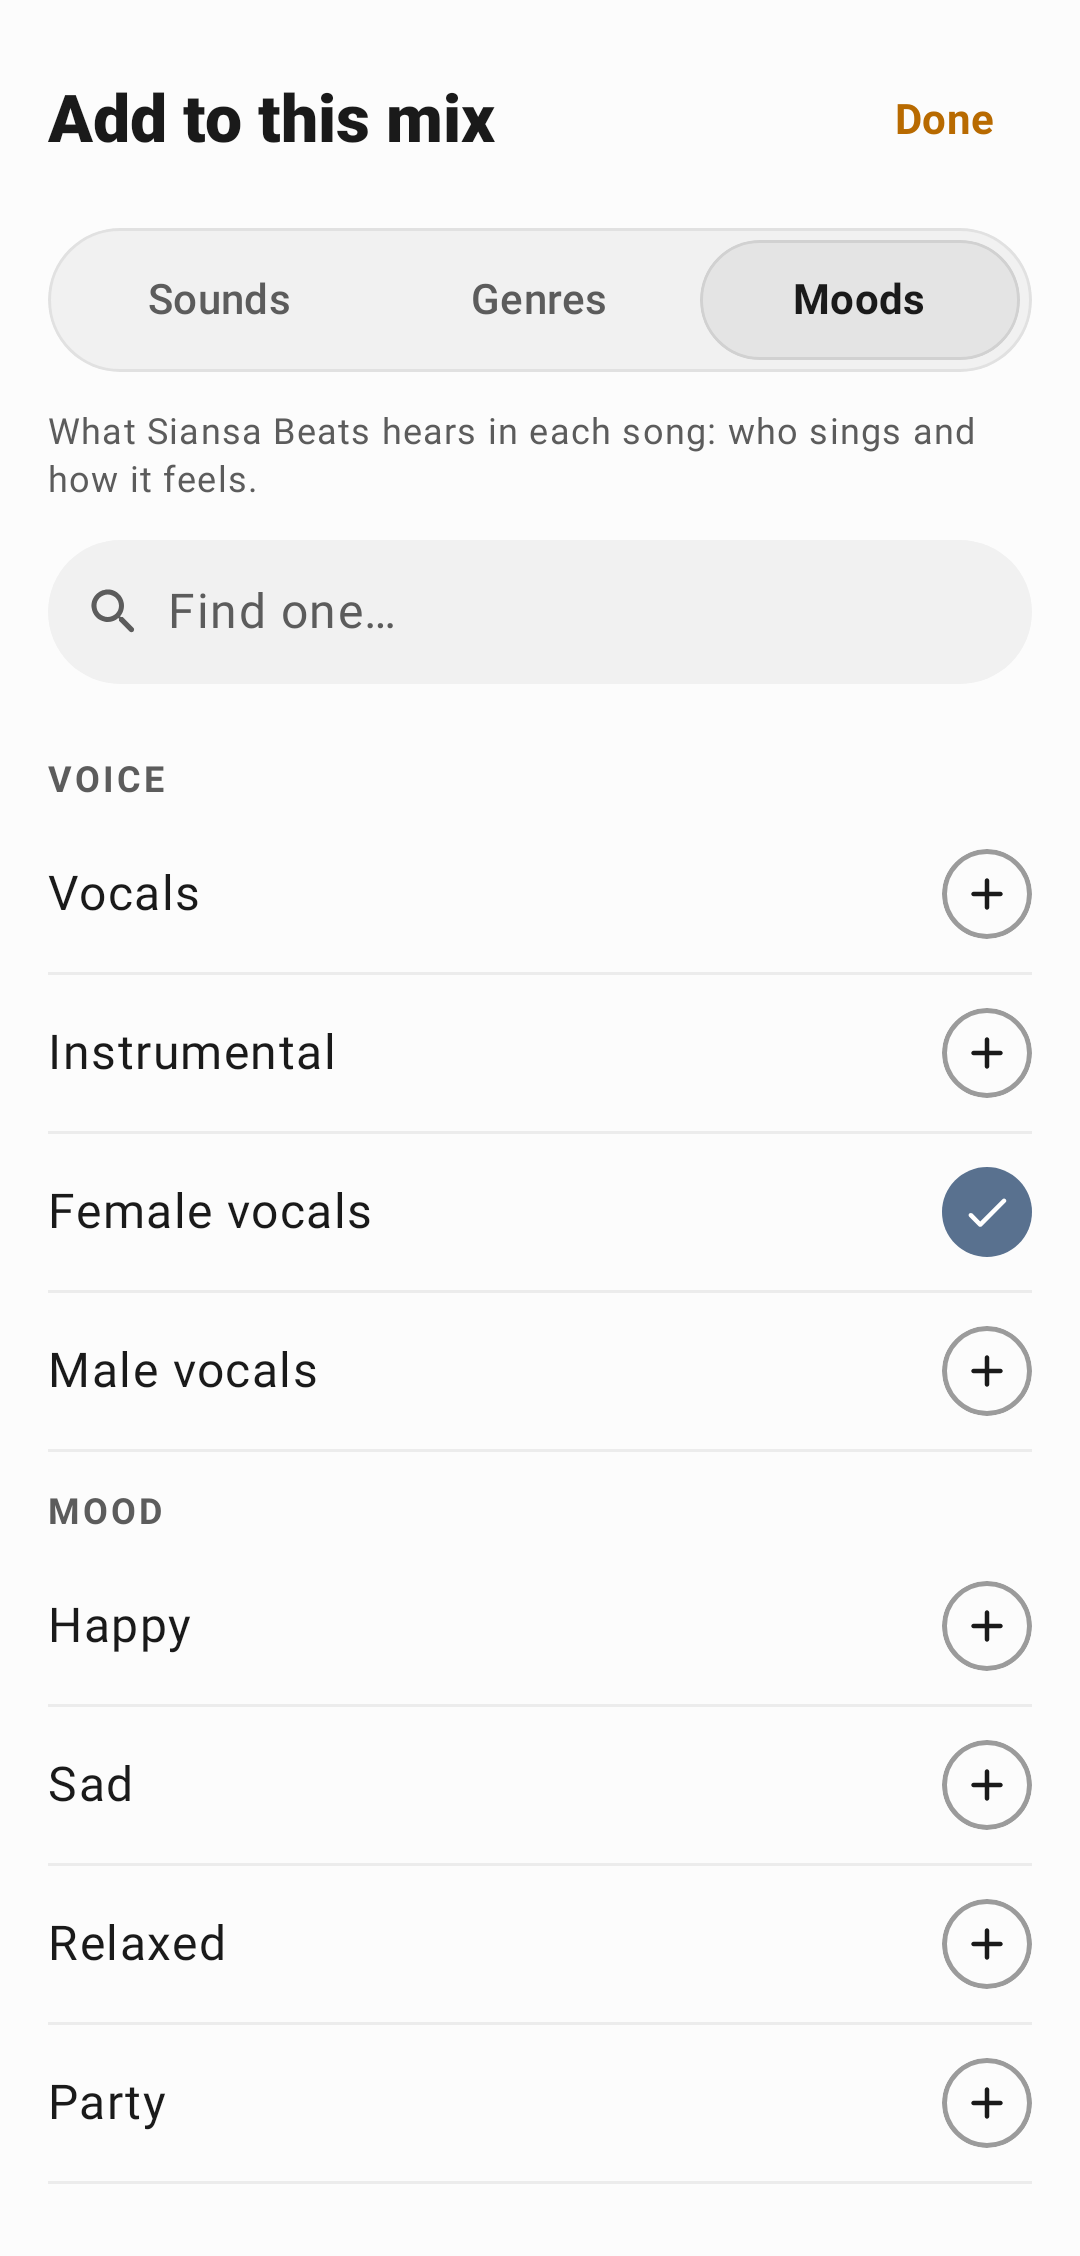 Add to this mix
Done
Sounds
Genres
Moods
What Siansa Beats hears in each song: who sings and
how it feels.
Find one…
VOICE
Vocals
Instrumental
Female vocals
Male vocals
MOOD
Happy
Sad
Relaxed
Party